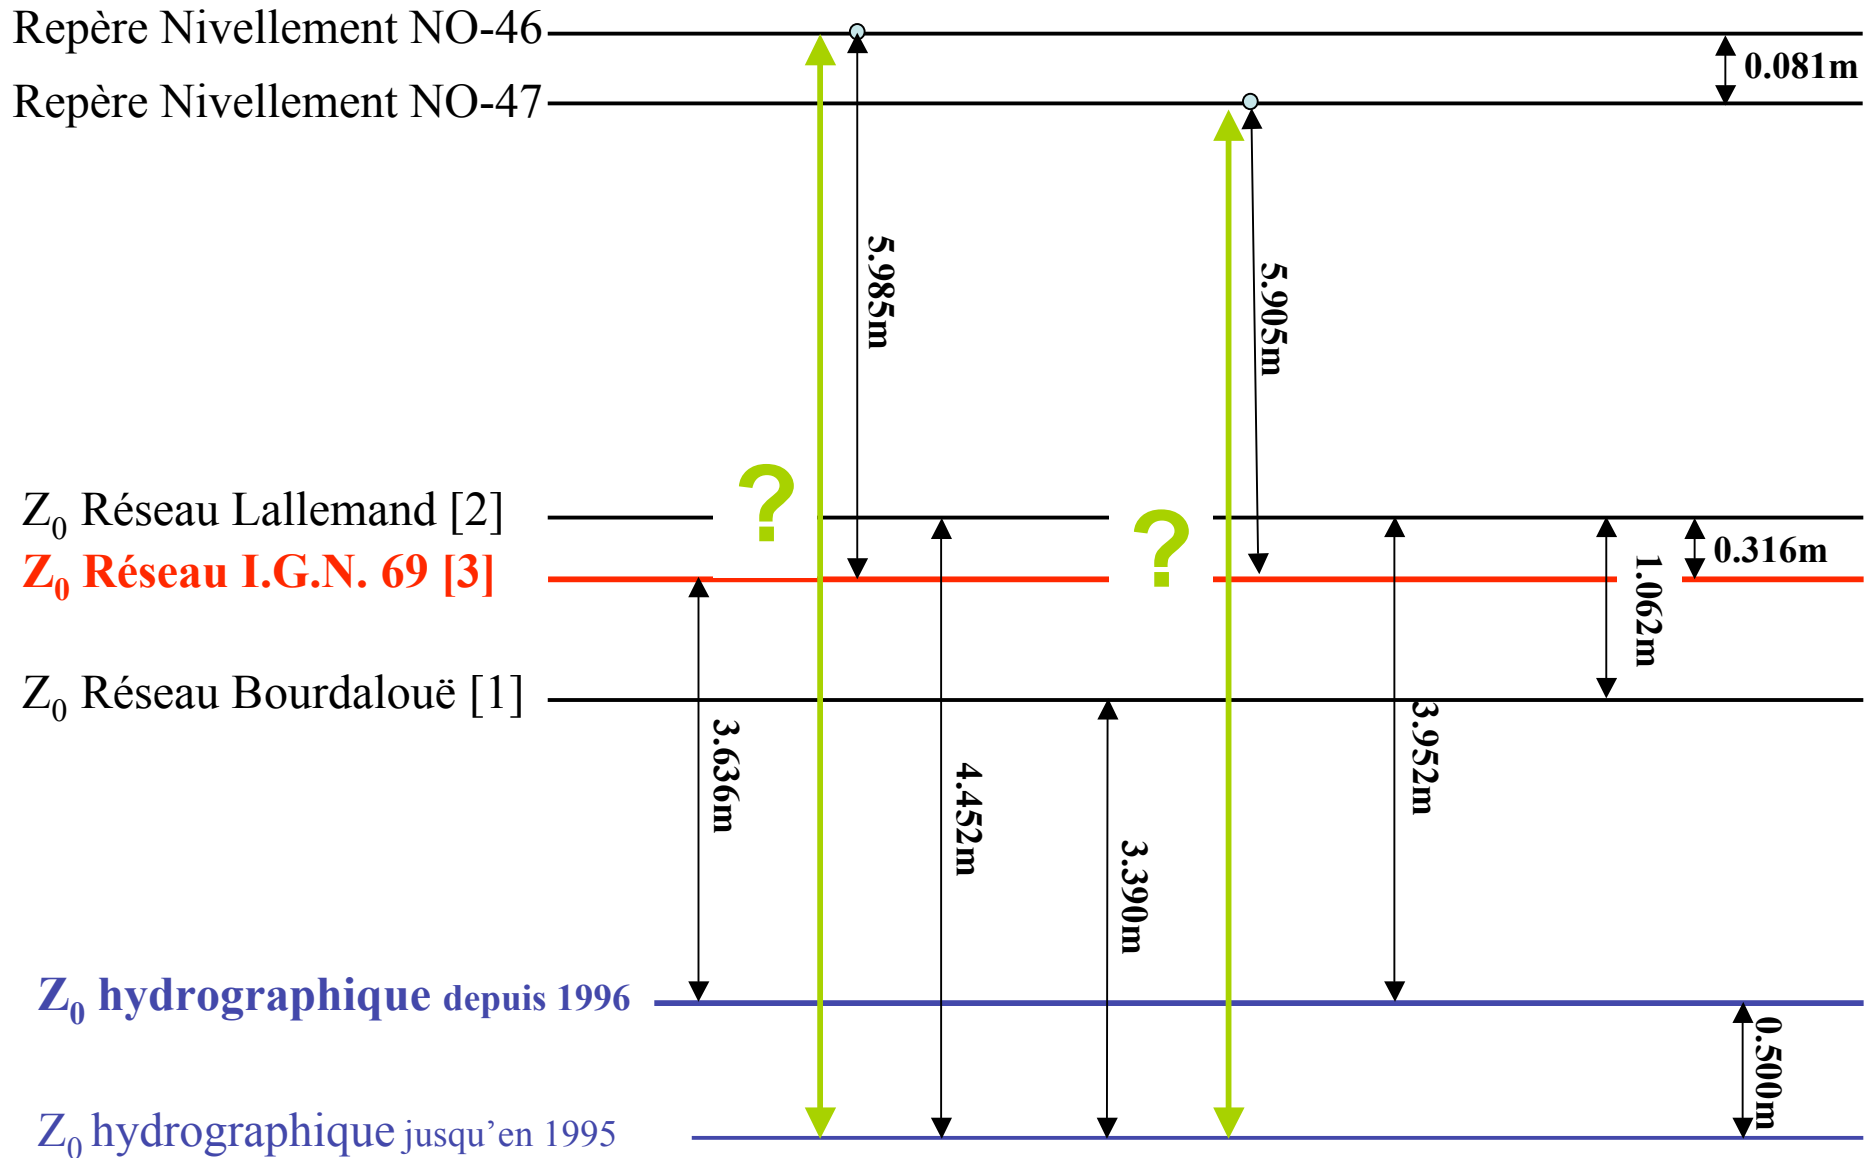 Repère Nivellement NO-46
0.081m
Repère Nivellement NO-47
5.985m
5.905m
?
?
Z₀ Réseau Lallemand [2]
0.316m
Z₀ Réseau I.G.N. 69 [3]
1.062m
Z₀ Réseau Bourdalouë [1]
3.636m
4.452m
3.390m
3.952m
Z₀ hydrographique depuis 1996
0.500m
Z₀ hydrographique jusqu’en 1995